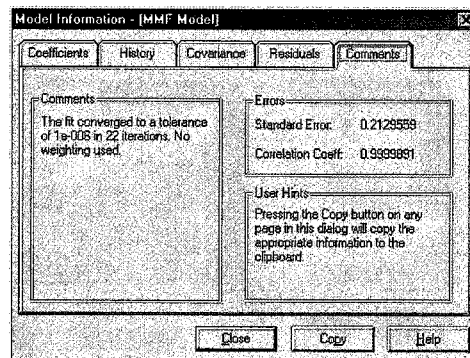 Model Information - [MMF Model]
Coefficients History Covariance Residuals Comments
Comments
The fit converged to a tolerance
of 1e-006 in 22 iterations. No
weighting used.
Errors
Standard Error: 0.2129559
Correlation Coeff: 0.9999891
User Hints
Pressing the Copy button on any
page in this dialog will copy the
appropriate information to the
clipboard.
Close Copy Help